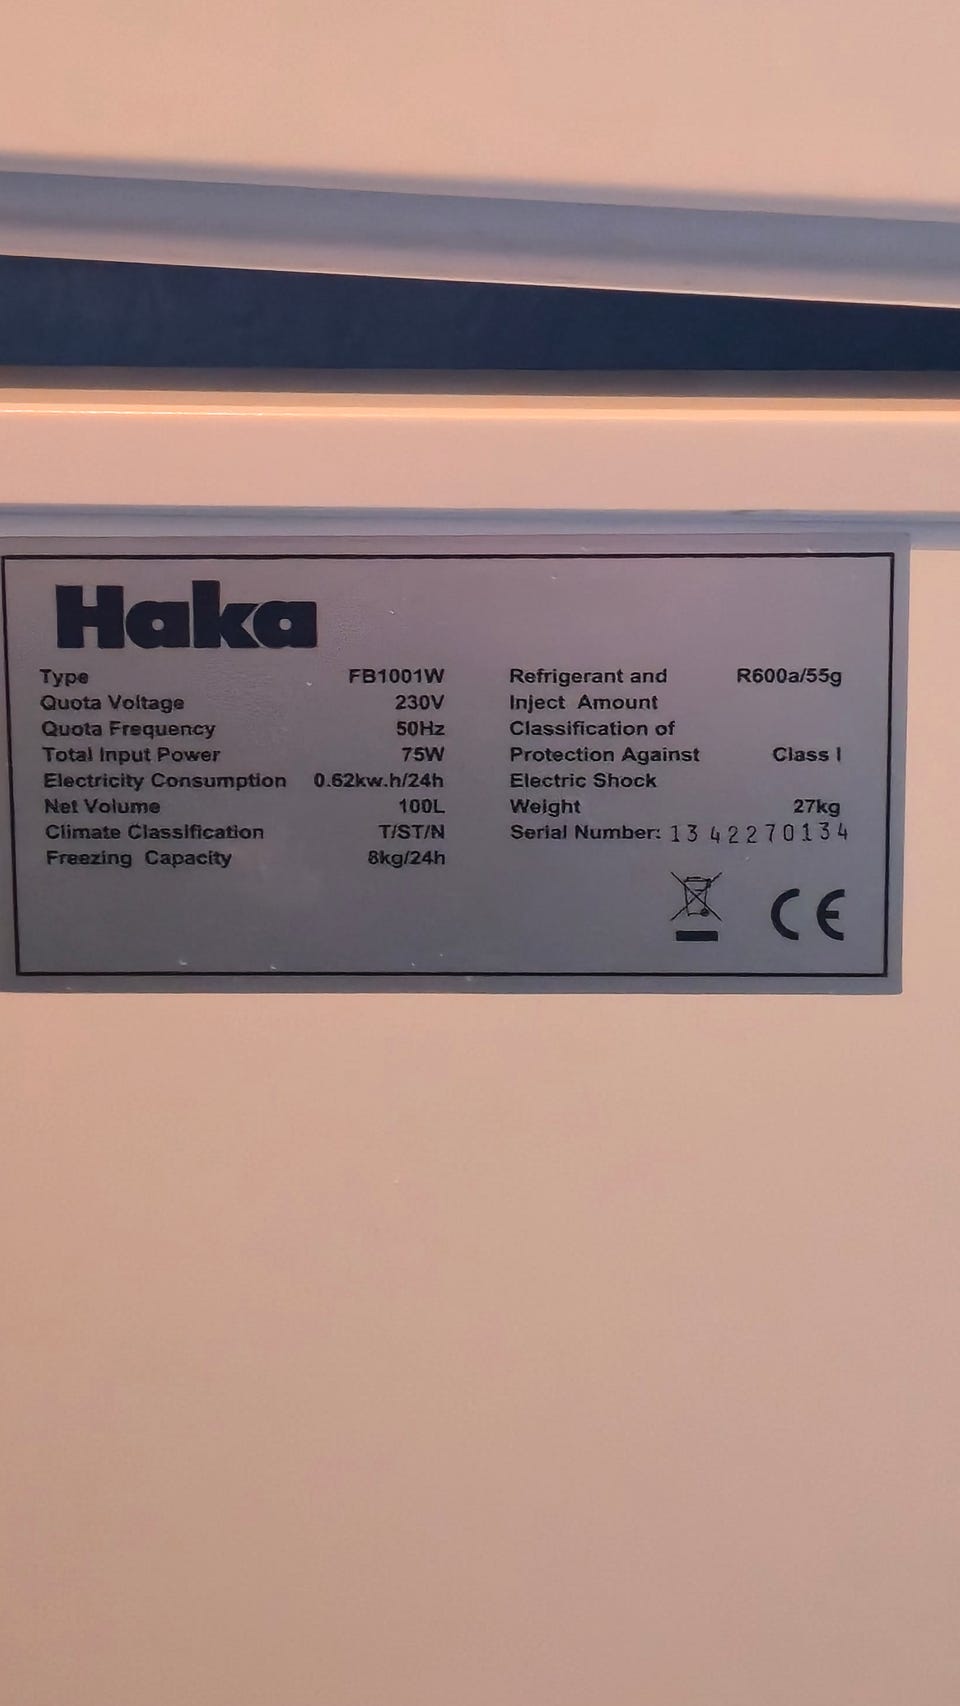 Haka
Type FB1001W
Quota Voltage 230V
Quota Frequency 50Hz
Total Input Power 75W
Electricity Consumption 0.62kw.h/24h
Net Volume 100L
Climate Classification T/ST/N
Freezing Capacity 8kg/24h
Refrigerant and R600a/55g
Inject Amount
Classification of
Protection Against Class I
Electric Shock
Weight 27kg
Serial Number: 1342270134
CE